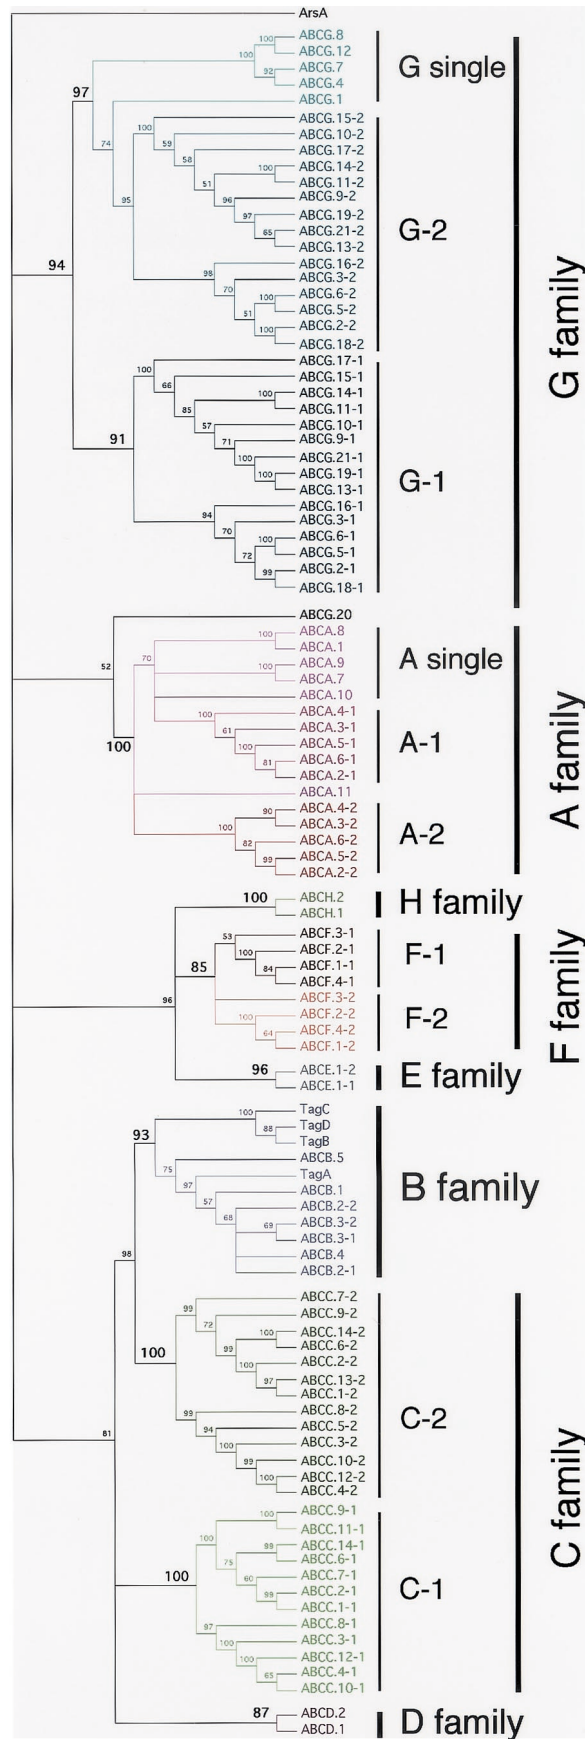 ArsA
100 ABCG.8
100 ABCG.12
92 ABCG.7
ABCG.4
G single
97
ABCG.1
74
100 ABCG.15-2
59 ABCG.10-2
58 ABCG.17-2
100 ABCG.14-2
51 ABCG.11-2
95 96 ABCG.9-2
97 ABCG.19-2
65 ABCG.21-2
ABCG.13-2
G-2
94
98 ABCG.16-2
70 ABCG.3-2
100 ABCG.6-2
51 ABCG.5-2
100 ABCG.2-2
ABCG.18-2
G family
100 ABCG.17-1
66 ABCG.15-1
100 ABCG.14-1
85 ABCG.11-1
57 ABCG.10-1
91 71 ABCG.9-1
100 ABCG.21-1
100 ABCG.19-1
ABCG.13-1
G-1
94 ABCG.16-1
70 ABCG.3-1
100 ABCG.6-1
72 ABCG.5-1
99 ABCG.2-1
ABCG.18-1
ABCG.20
100 ABCA.8
ABCA.1
52 70
100 ABCA.9
ABCA.7
A single
ABCA.10
100 ABCA.4-1
61 ABCA.3-1
100 ABCA.5-1
81 ABCA.6-1
ABCA.2-1
A-1
100
ABCA.11
90 ABCA.4-2
100 ABCA.3-2
82 ABCA.6-2
99 ABCA.5-2
ABCA.2-2
A-2
A family
100 ABCH.2
ABCH.1
H family
53 ABCF.3-1
100 ABCF.2-1
84 ABCF.1-1
ABCF.4-1
F-1
85
ABCF.3-2
100 ABCF.2-2
64 ABCF.4-2
ABCF.1-2
F-2
F family
96
96 ABCE.1-2
ABCE.1-1
E family
100 TagC
88 TagD
TagB
93
75 ABCB.5
97 TagA
57 ABCB.1
68 ABCB.2-2
69 ABCB.3-2
ABCB.3-1
ABCB.4
ABCB.2-1
B family
98
99 ABCC.7-2
72 ABCC.9-2
100 ABCC.14-2
99 ABCC.6-2
100 ABCC.2-2
97 ABCC.13-2
ABCC.1-2
100
99 ABCC.8-2
94 ABCC.5-2
100 ABCC.3-2
99 ABCC.10-2
100 ABCC.12-2
ABCC.4-2
C-2
81
100 ABCC.9-1
100 ABCC.11-1
99 ABCC.14-1
75 ABCC.6-1
60 ABCC.7-1
99 ABCC.2-1
ABCC.1-1
100
97 ABCC.8-1
100 ABCC.3-1
100 ABCC.12-1
65 ABCC.4-1
ABCC.10-1
C-1
C family
87 ABCD.2
ABCD.1
D family